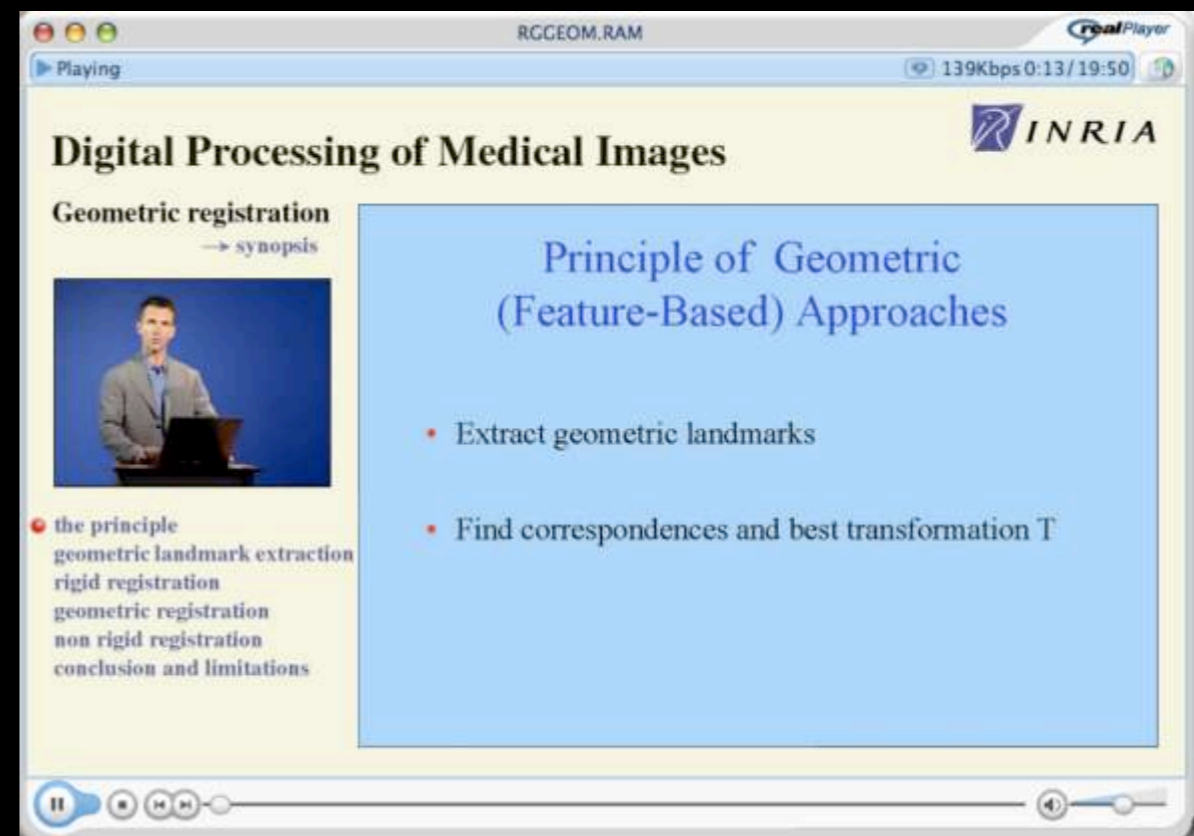 RGGEOM.RAM
realPlayer
Playing
139Kbps 0:13/19:50
INRIA
Digital Processing of Medical Images
Geometric registration
→ synopsis
Principle of Geometric
(Feature-Based) Approaches
• Extract geometric landmarks
• Find correspondences and best transformation T
the principle
geometric landmark extraction
rigid registration
geometric registration
non rigid registration
conclusion and limitations